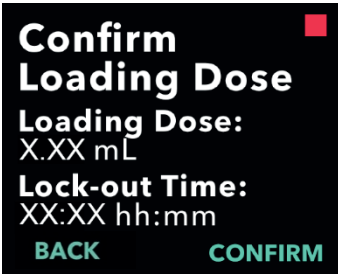 Confirm
Loading Dose
Loading Dose:
X.XX mL
Lock-out Time:
XX:XX hh:mm
BACK CONFIRM